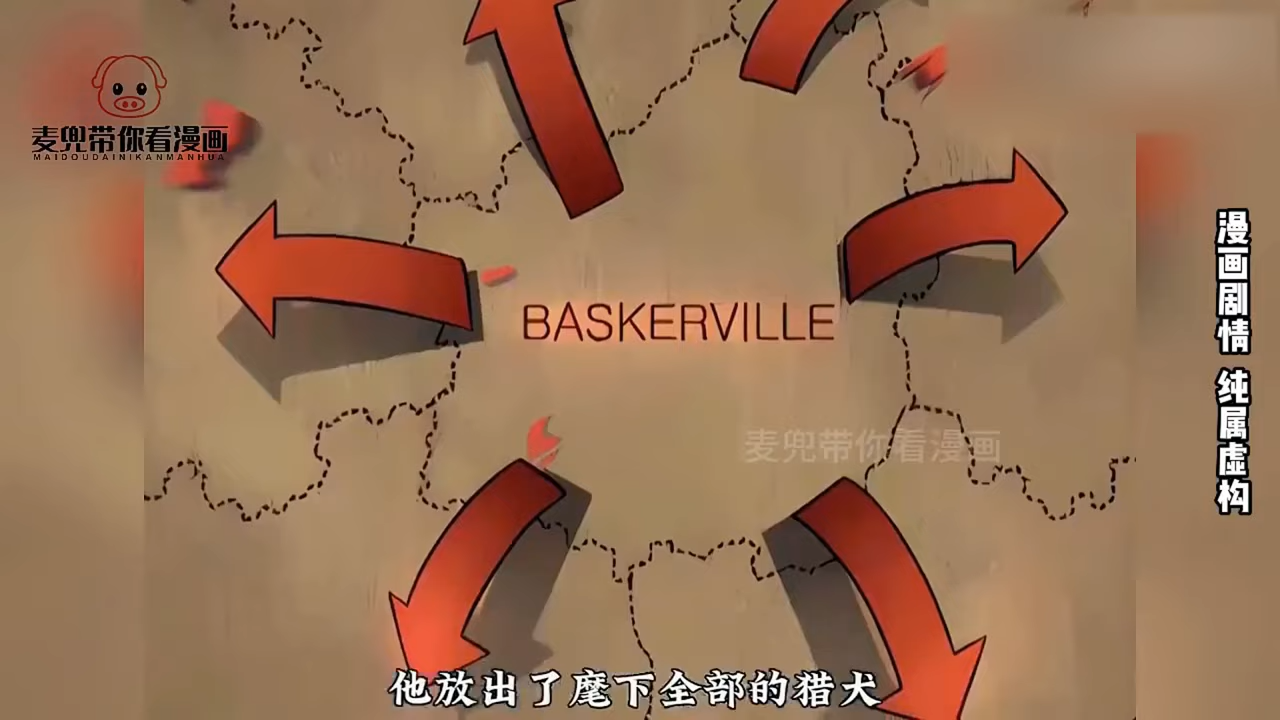 麦兜带你看漫画
MAIDOUDAINIKANMANHUA
BASKERVILLE
麦兜带你看漫画
漫画剧情 纯属虚构
他放出了麾下全部的猎犬